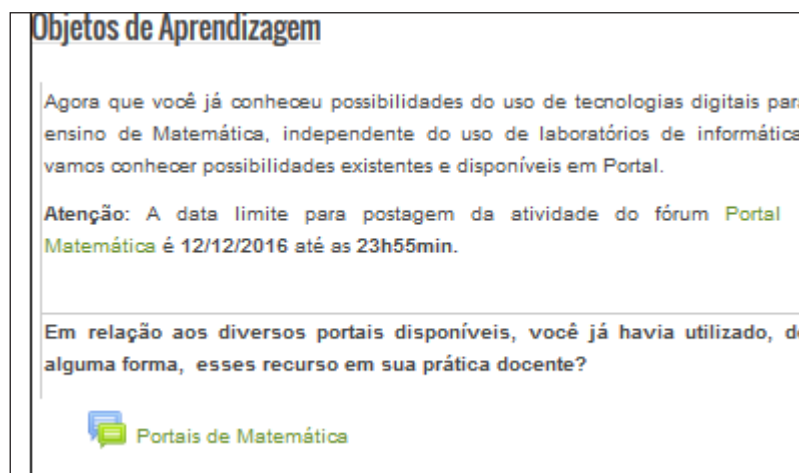 Objetos de Aprendizagem
Agora que você já conheceu possibilidades do uso de tecnologias digitais para
ensino de Matemática, independente do uso de laboratórios de informática
vamos conhecer possibilidades existentes e disponíveis em Portal.
Atenção: A data limite para postagem da atividade do fórum Portal
Matemática é 12/12/2016 até as 23h55min.
Em relação aos diversos portais disponíveis, você já havia utilizado, de
alguma forma, esses recurso em sua prática docente?
Portais de Matemática